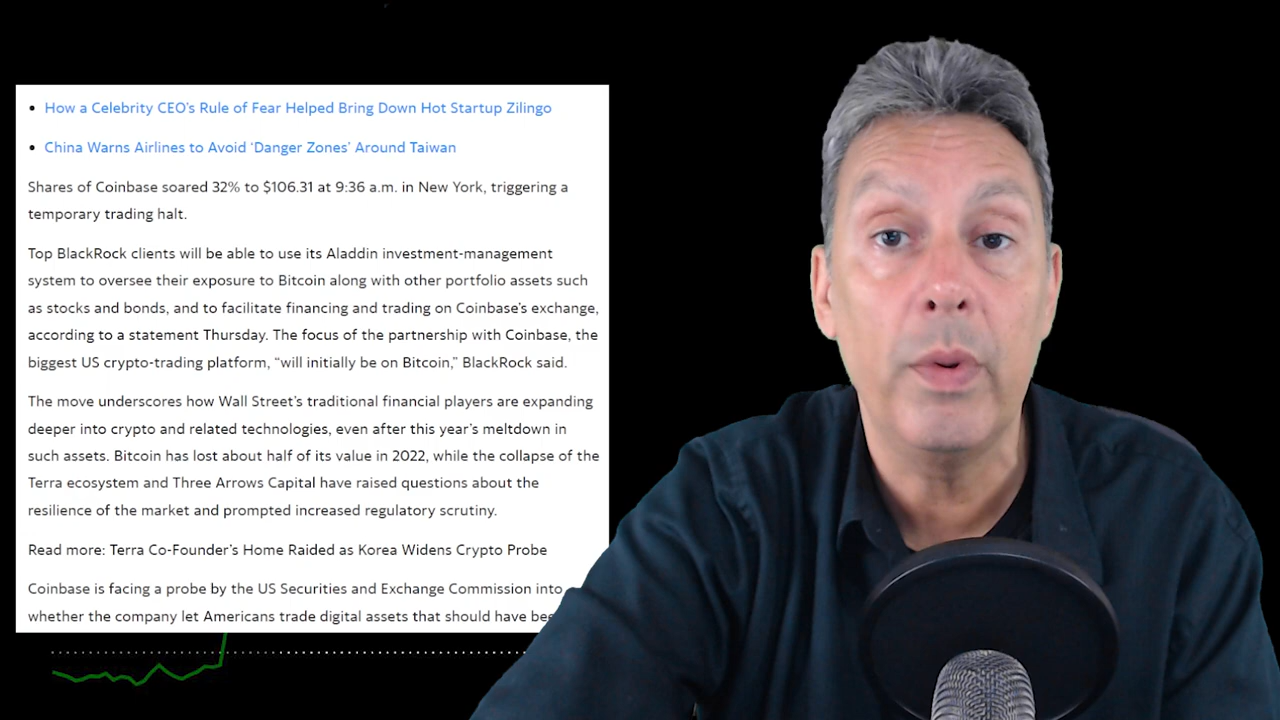 How a Celebrity CEO's Rule of Fear Helped Bring Down Hot Startup Zilingo
China Warns Airlines to Avoid 'Danger Zones' Around Taiwan
Shares of Coinbase soared 32% to $106.31 at 9:36 a.m. in New York, triggering a
temporary trading halt.
Top BlackRock clients will be able to use its Aladdin investment-management
system to oversee their exposure to Bitcoin along with other portfolio assets such
as stocks and bonds, and to facilitate financing and trading on Coinbase's exchange,
according to a statement Thursday. The focus of the partnership with Coinbase, the
biggest US crypto-trading platform, “will initially be on Bitcoin,” BlackRock said.
The move underscores how Wall Street's traditional financial players are expanding
deeper into crypto and related technologies, even after this year's meltdown in
such assets. Bitcoin has lost about half of its value in 2022, while the collapse of the
Terra ecosystem and Three Arrows Capital have raised questions about the
resilience of the market and prompted increased regulatory scrutiny.
Read more: Terra Co-Founder's Home Raided as Korea Widens Crypto Probe
Coinbase is facing a probe by the US Securities and Exchange Commission into
whether the company let Americans trade digital assets that should have